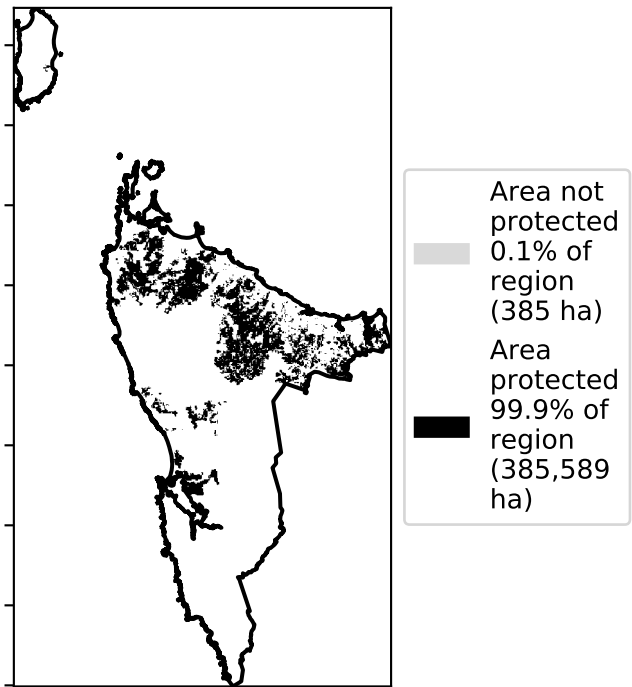 Area not
protected
0.1% of
region
(385 ha)
Area
protected
99.9% of
region
(385,589
ha)